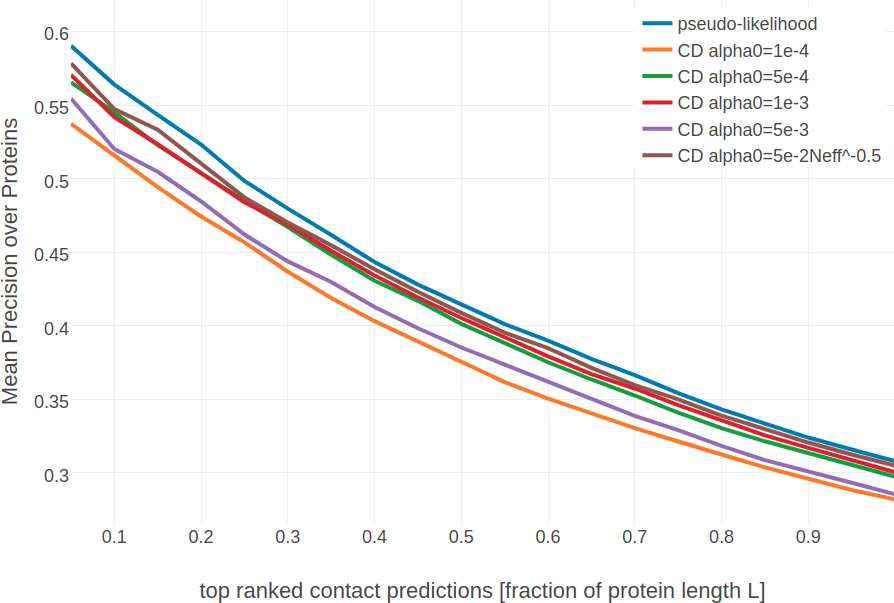 pseudo-likelihood
CD alpha0=1e-4
CD alpha0=5e-4
CD alpha0=1e-3
CD alpha0=5e-3
CD alpha0=5e-2Neff^-0.5
Mean Precision over Proteins
0.6
0.55
0.5
0.45
0.4
0.35
0.3
0.1 0.2 0.3 0.4 0.5 0.6 0.7 0.8 0.9
top ranked contact predictions [fraction of protein length L]